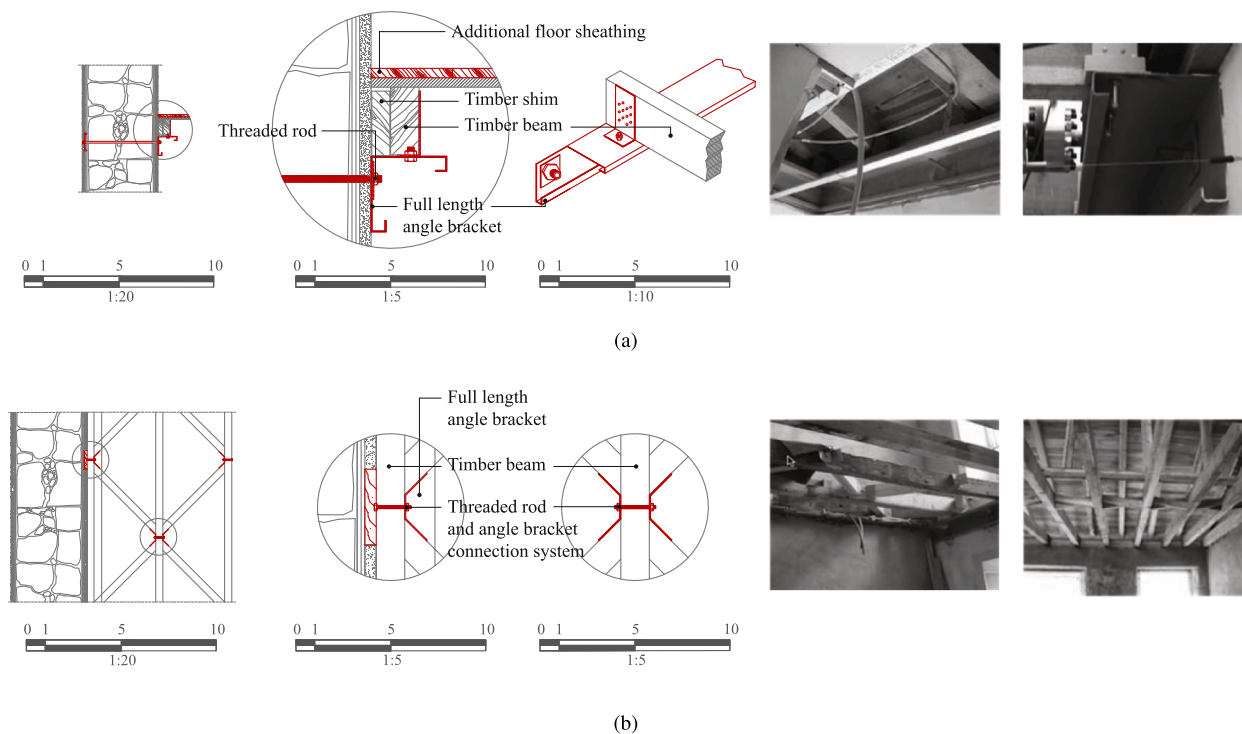 Additional floor sheathing
Timber shim
Threaded rod
Timber beam
Full length
angle bracket
0 1 5 10
1:20
0 1 5 10
1:5
0 1 5 10
1:10
(a)
Full length
angle bracket
Timber beam
Threaded rod
and angle bracket
connection system
0 1 5 10
1:20
0 1 5 10
1:5
0 1 5 10
1:5
(b)